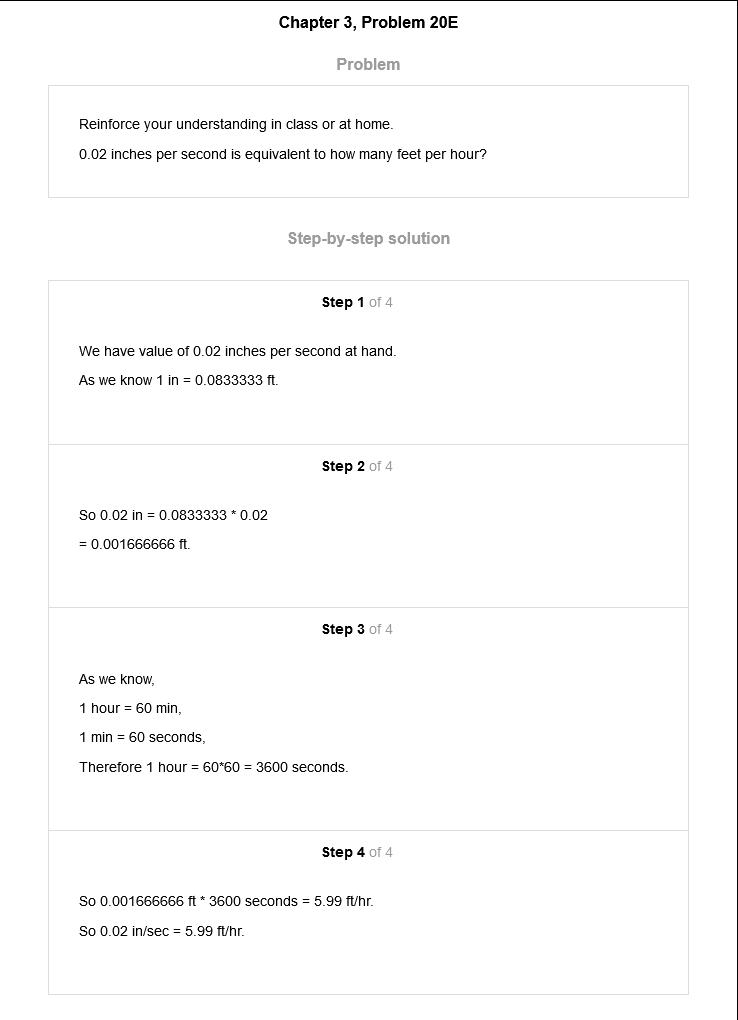 Chapter 3, Problem 20E
Problem
Reinforce your understanding in class or at home.
0.02 inches per second is equivalent to how many feet per hour?
Step-by-step solution
Step 1 of 4
We have value of 0.02 inches per second at hand.
As we know 1 in = 0.0833333 ft.
Step 2 of 4
So 0.02 in = 0.0833333 * 0.02
= 0.001666666 ft.
Step 3 of 4
As we know,
1 hour = 60 min,
1 min = 60 seconds,
Therefore 1 hour = 60*60 = 3600 seconds.
Step 4 of 4
So 0.001666666 ft * 3600 seconds = 5.99 ft/hr.
So 0.02 in/sec = 5.99 ft/hr.